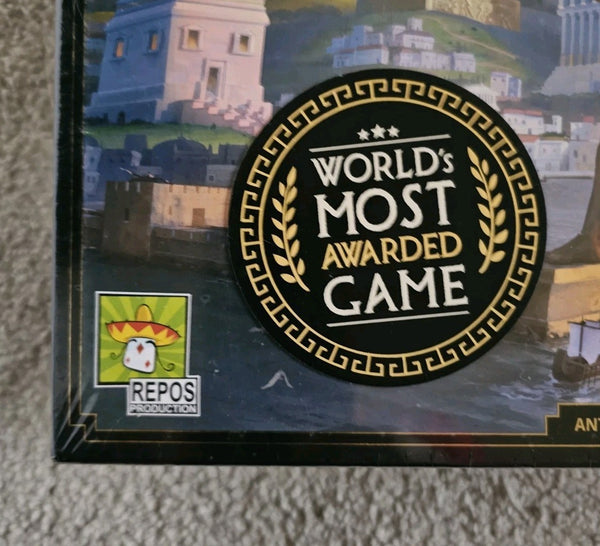 WORLD's
MOST
AWARDED
GAME
REPOS
PRODUCTION
ANT